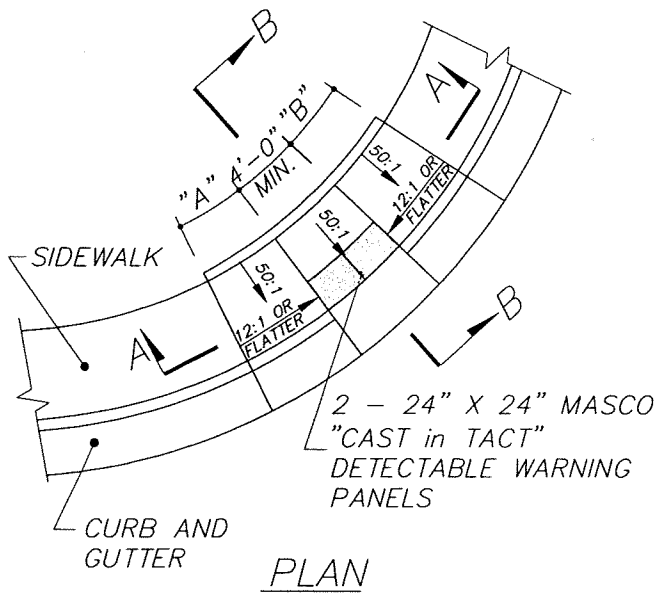 B
"A" 4'-0" "B"
MIN.
A
50:1
12:1 OR
FLATTER
50:1
SIDEWALK
50:1
12:1 OR
FLATTER
A
B
2 - 24" X 24" MASCO
"CAST in TACT"
DETECTABLE WARNING
PANELS
CURB AND
GUTTER
PLAN